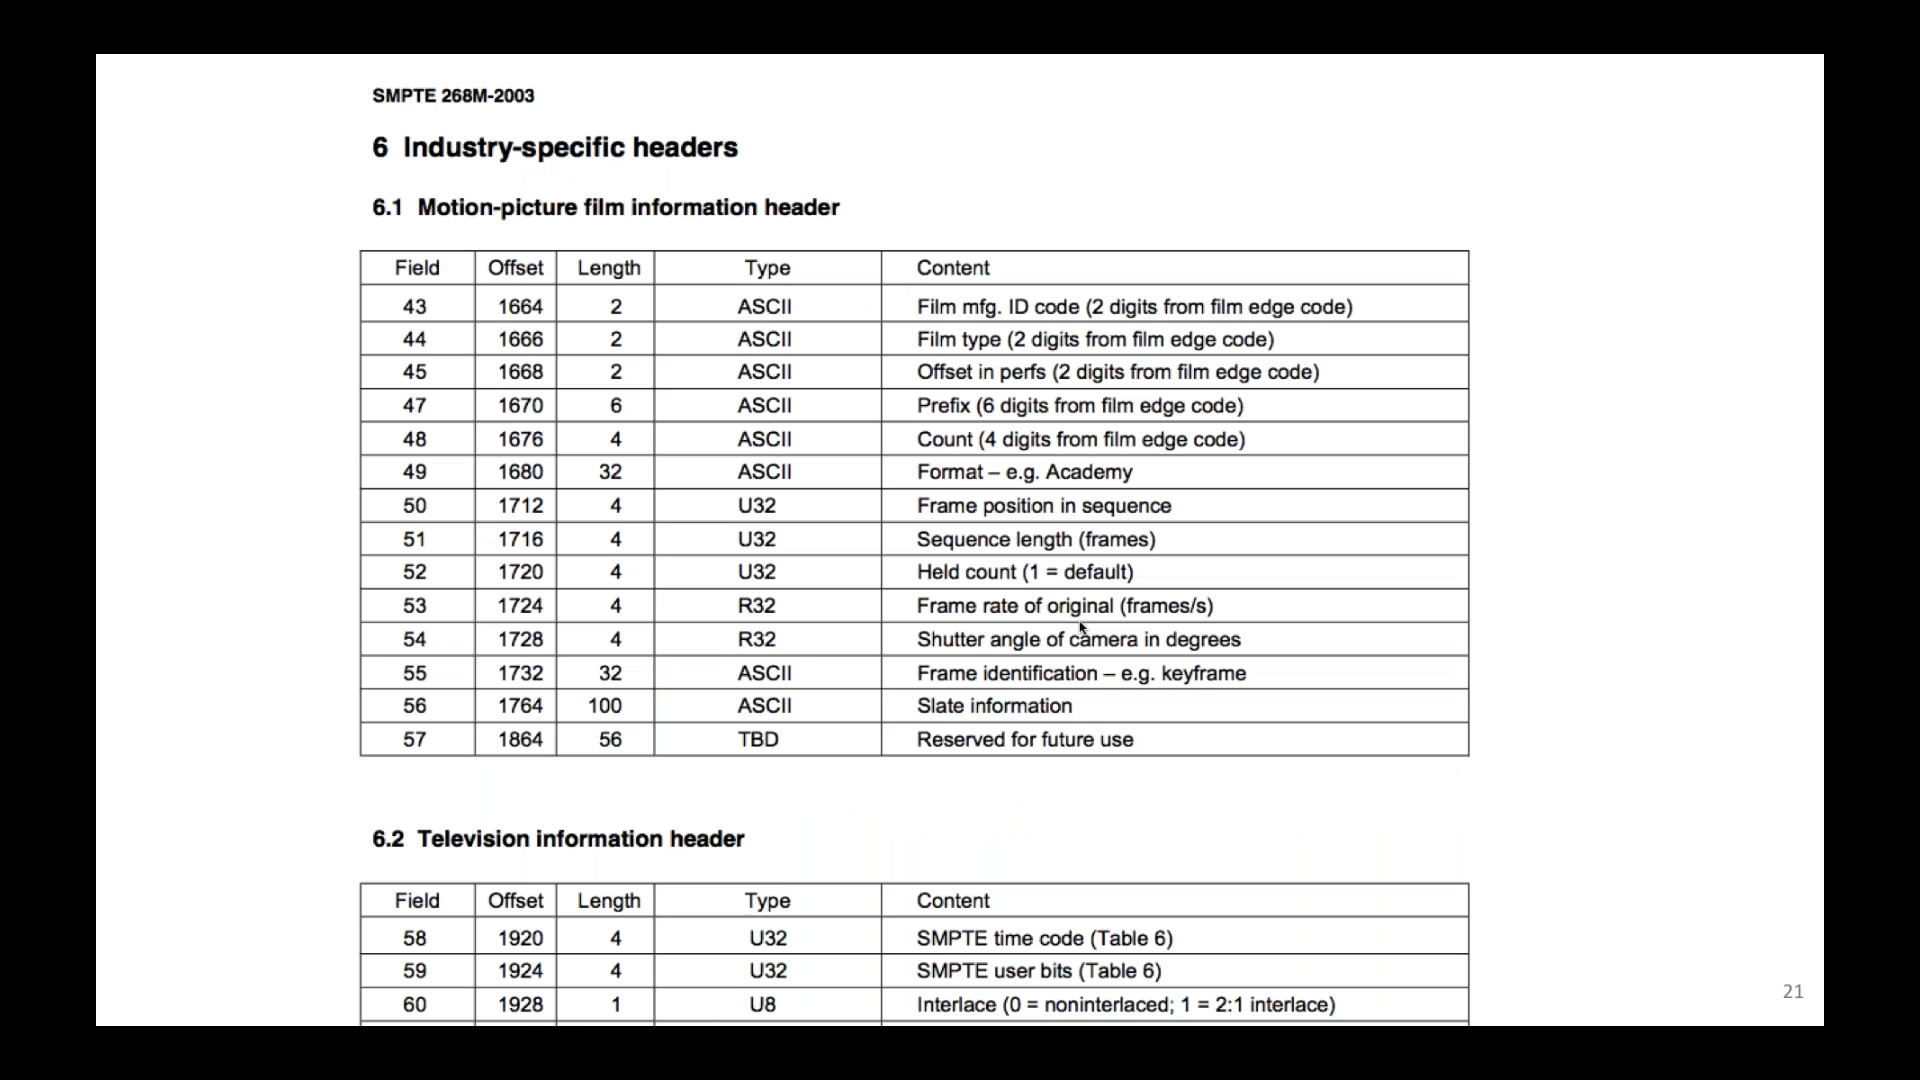 SMPTE 268M-2003
6 Industry-specific headers
6.1 Motion-picture film information header
Field Offset Length Type Content
43 1664 2 ASCII Film mfg. ID code (2 digits from film edge code)
44 1666 2 ASCII Film type (2 digits from film edge code)
45 1668 2 ASCII Offset in perfs (2 digits from film edge code)
47 1670 6 ASCII Prefix (6 digits from film edge code)
48 1676 4 ASCII Count (4 digits from film edge code)
49 1680 32 ASCII Format – e.g. Academy
50 1712 4 U32 Frame position in sequence
51 1716 4 U32 Sequence length (frames)
52 1720 4 U32 Held count (1 = default)
53 1724 4 R32 Frame rate of original (frames/s)
54 1728 4 R32 Shutter angle of camera in degrees
55 1732 32 ASCII Frame identification – e.g. keyframe
56 1764 100 ASCII Slate information
57 1864 56 TBD Reserved for future use
6.2 Television information header
Field Offset Length Type Content
58 1920 4 U32 SMPTE time code (Table 6)
59 1924 4 U32 SMPTE user bits (Table 6)
60 1928 1 U8 Interlace (0 = noninterlaced; 1 = 2:1 interlace)
21